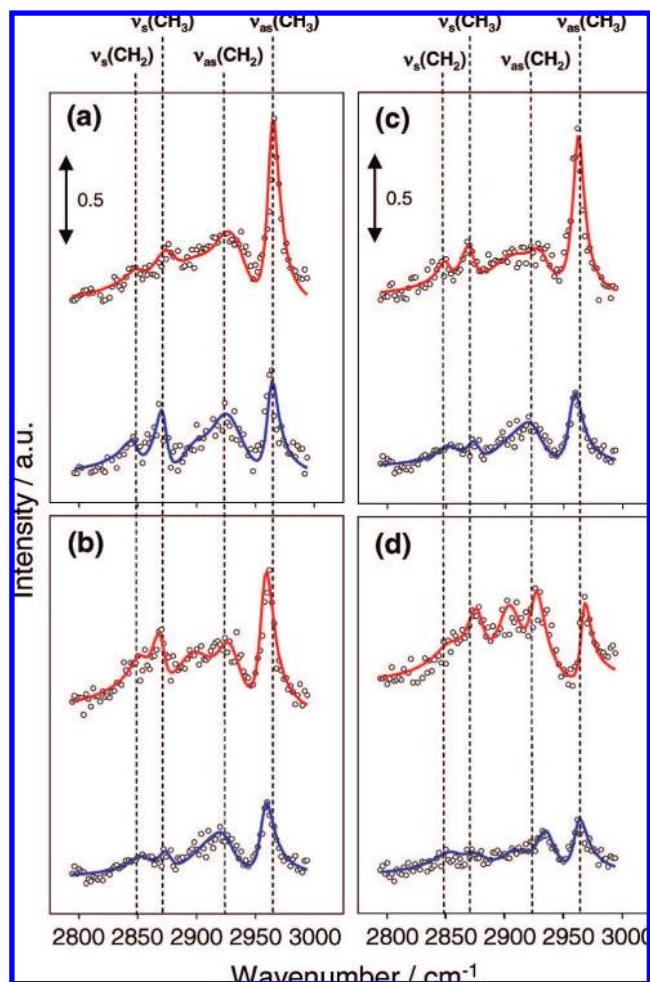 νs(CH3) νas(CH3) νs(CH3) νas(CH3)
νs(CH2) νas(CH2) νs(CH2) νas(CH2)
(a) (c)
0.5 0.5
Intensity / a.u.
(b) (d)
2800 2850 2900 2950 3000 2800 2850 2900 2950 3000
Wavenumber / cm-1